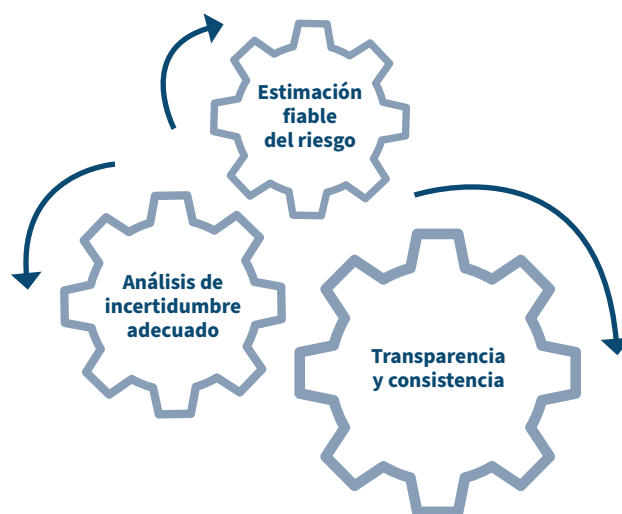 Estimación
fiable
del riesgo
Análisis de
incertidumbre
adecuado
Transparencia
y consistencia